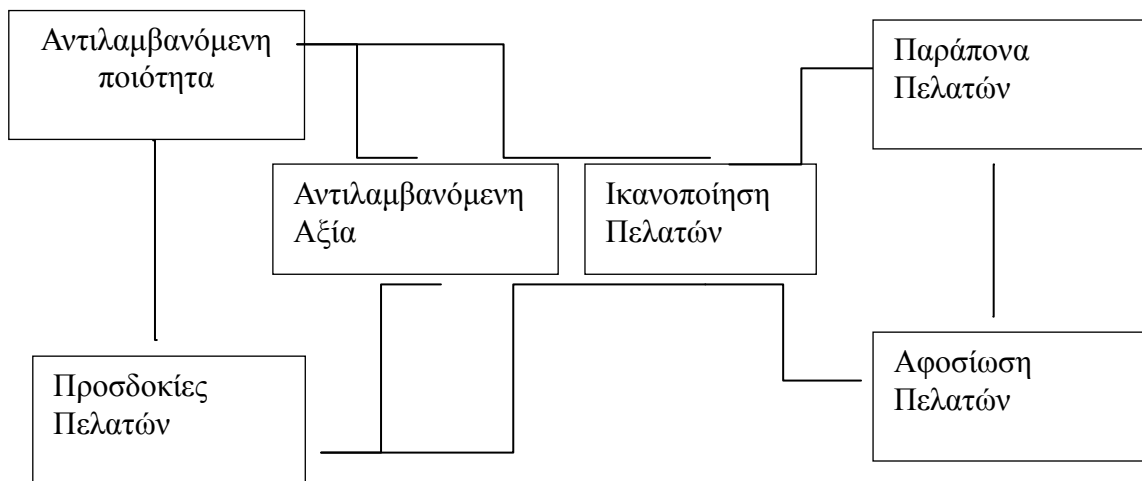 Αντιλαμβανόμενη
ποιότητα
Παράπονα
Πελατών
Αντιλαμβανόμενη
Αξία
Ικανοποίηση
Πελατών
Προσδοκίες
Πελατών
Αφοσίωση
Πελατών